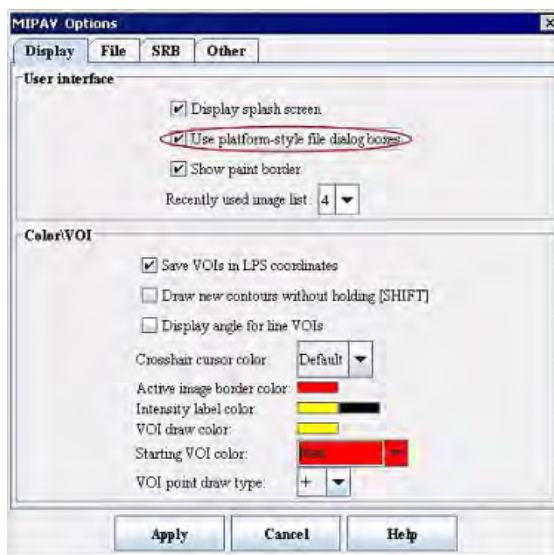 MIPAV Options
Display File SRB Other
User interface
Display splash screen
Use platform-style file dialog boxes
Show paint border
Recently used image list: 4
Color\VOI
Save VOIs in LPS coordinates
Draw new contours without holding [SHIFT]
Display angle for line VOIs
Crosshair cursor color: Default
Active image border color:
Intensity label color:
VOI draw color:
Starting VOI color:
VOI point draw type: +
Apply Cancel Help